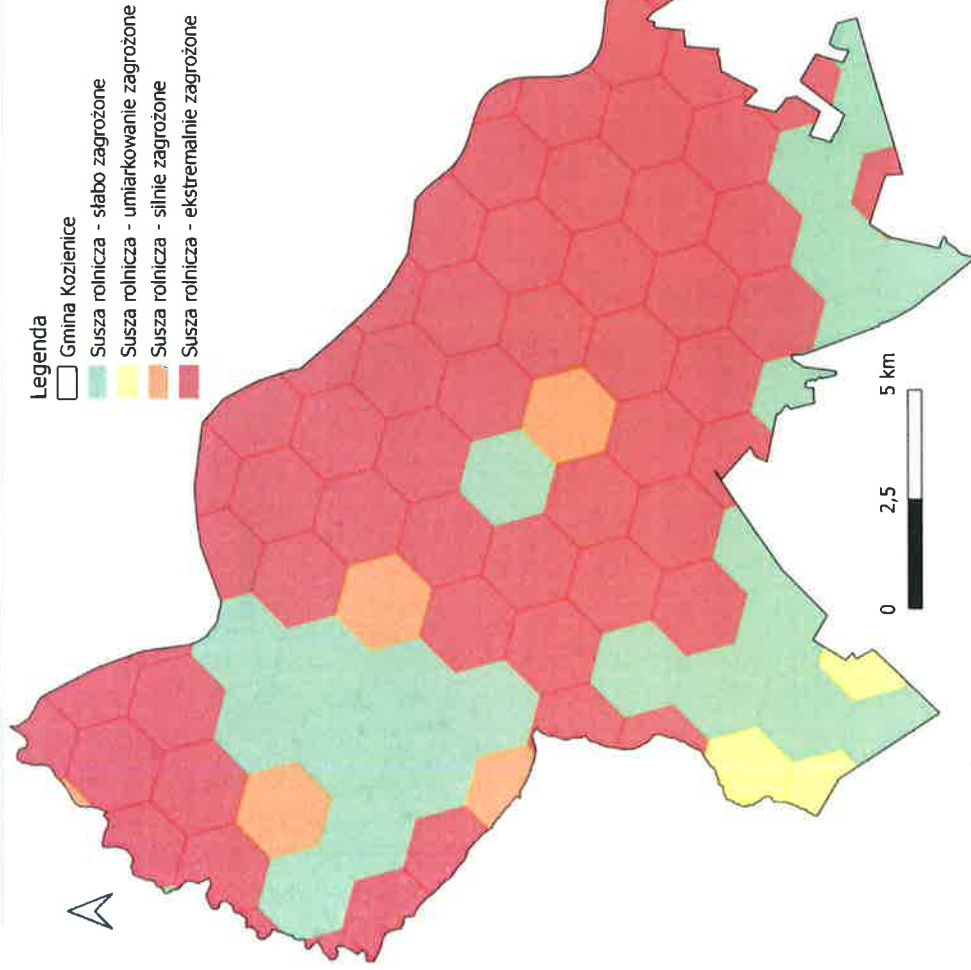 Legenda
Gmina Kozienice
Susza rolnicza - słabo zagrożone
Susza rolnicza - umiarkowanie zagrożone
Susza rolnicza - silnie zagrożone
Susza rolnicza - ekstremalnie zagrożone
0 2,5 5 km